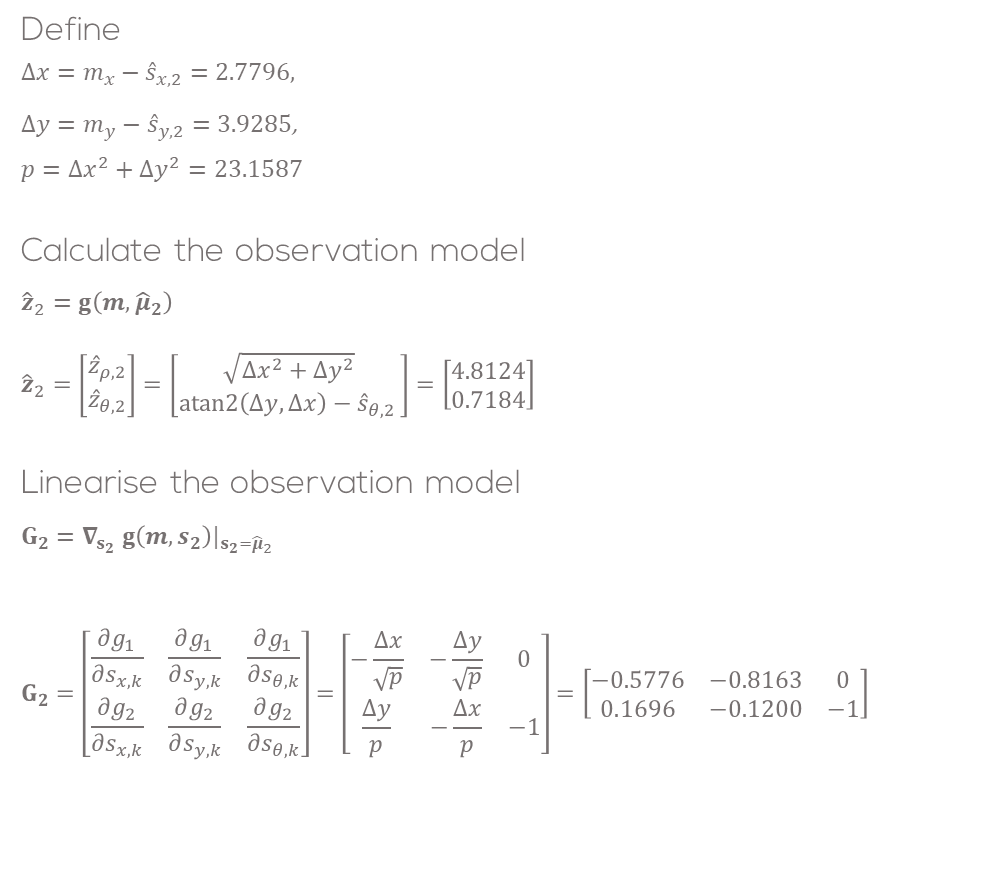 Define
Δx = m_x − ŝ_{x,2} = 2.7796,
Δy = m_y − ŝ_{y,2} = 3.9285,
p = Δx² + Δy² = 23.1587
Calculate the observation model
ẑ₂ = g(m, μ̂₂)
ẑ₂ = [ẑ_{ρ,2}; ẑ_{θ,2}] = [√(Δx² + Δy²); atan2(Δy, Δx) − ŝ_{θ,2}] = [4.8124; 0.7184]
Linearise the observation model
G₂ = ∇_{s₂} g(m, s₂)|_{s₂=μ̂₂}
G₂ = [∂g₁/∂s_{x,k} ∂g₁/∂s_{y,k} ∂g₁/∂s_{θ,k}; ∂g₂/∂s_{x,k} ∂g₂/∂s_{y,k} ∂g₂/∂s_{θ,k}] = [−Δx/√p −Δy/√p 0; Δy/p −Δx/p −1] = [−0.5776 −0.8163 0; 0.1696 −0.1200 −1]